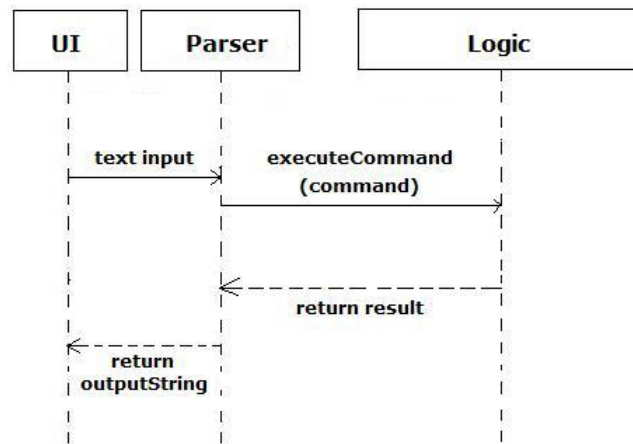 UI
Parser
Logic
text input
executeCommand
(command)
return result
return
outputString